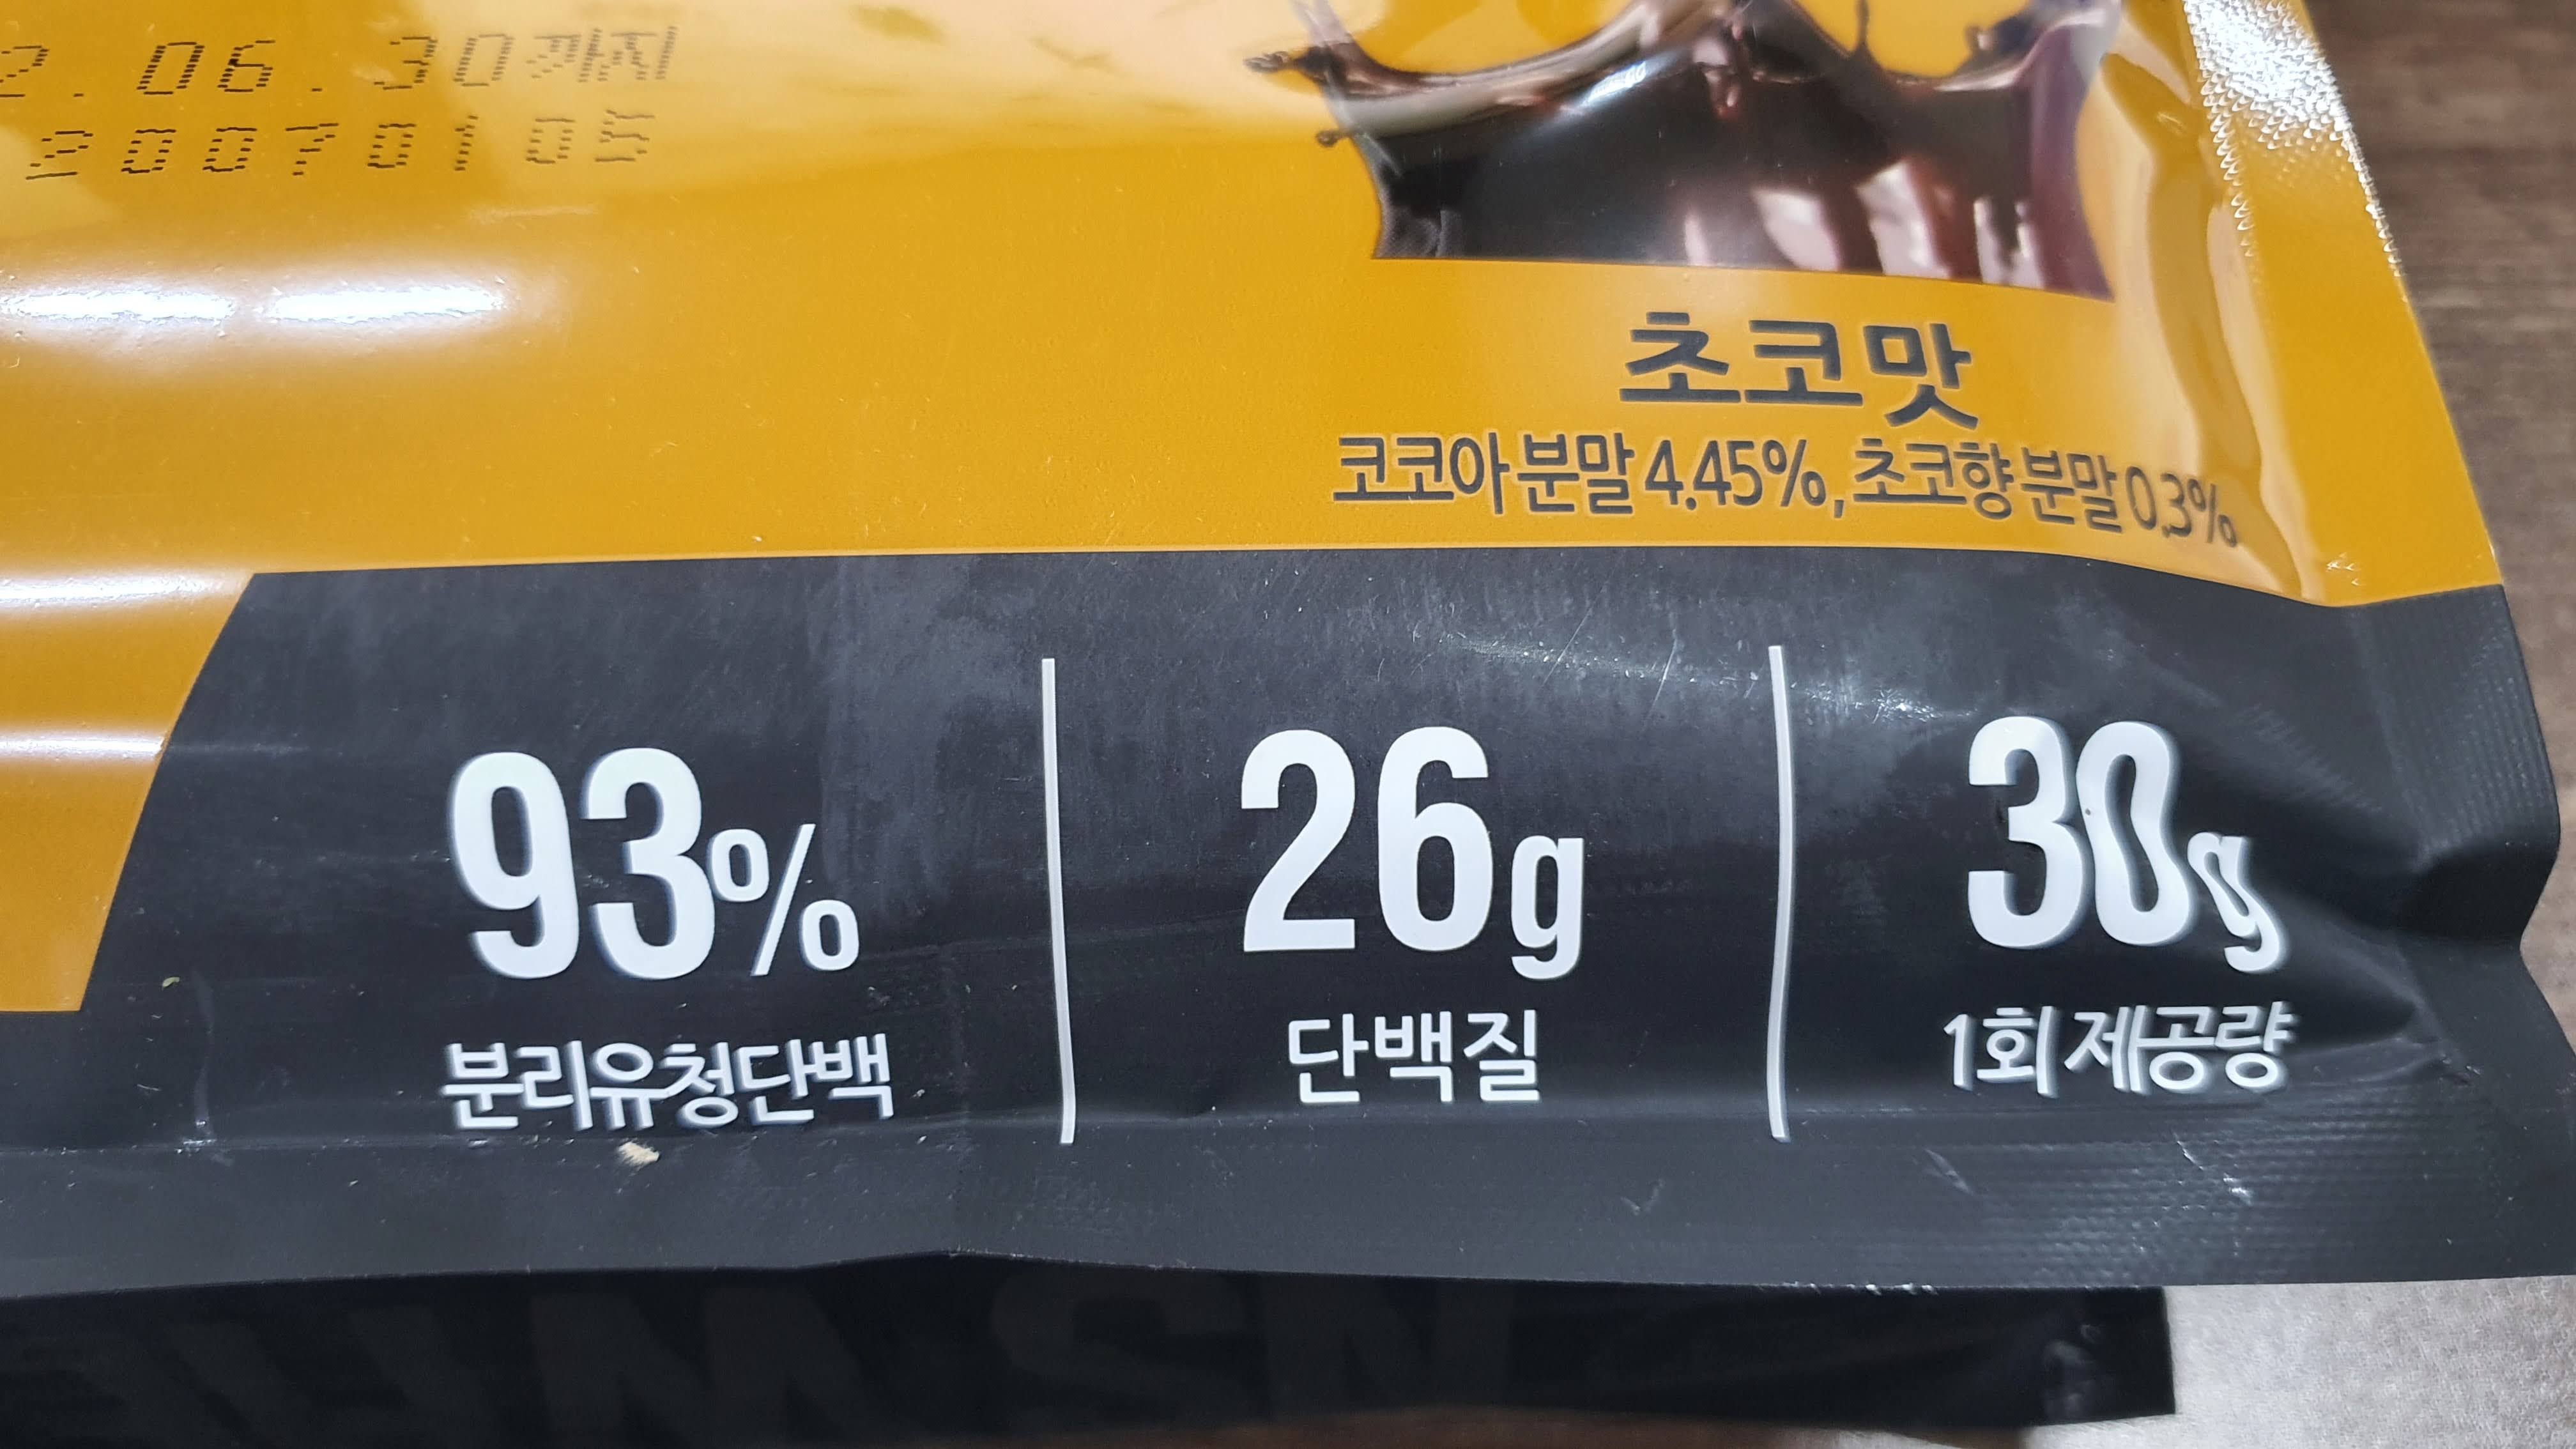 2.06.30까지
20070105
초코맛
코코아 분말 4.45%, 초코향 분말 0.3%
93% 26g 30g
분리유청단백 단백질 1회 제공량